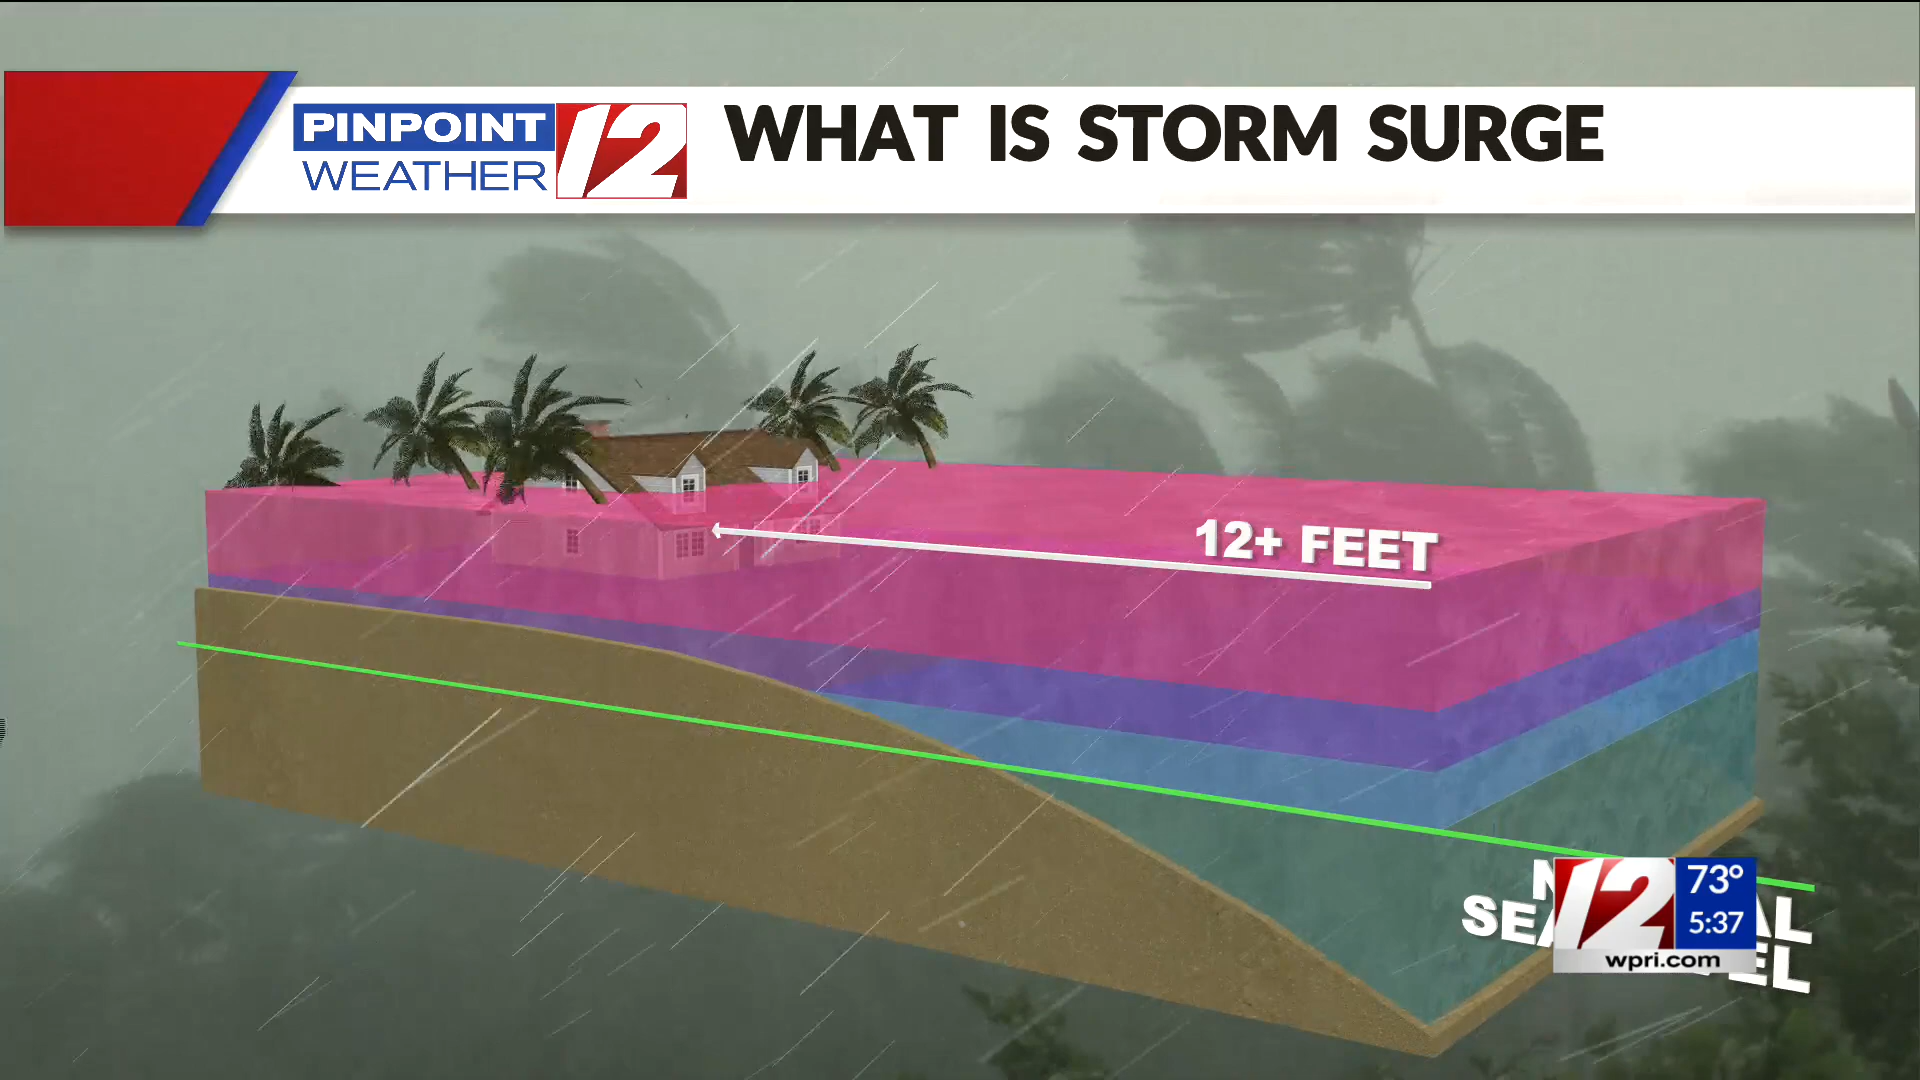 PINPOINT
WEATHER
12
WHAT IS STORM SURGE
12+ FEET
12
73°
5:37
wpri.com